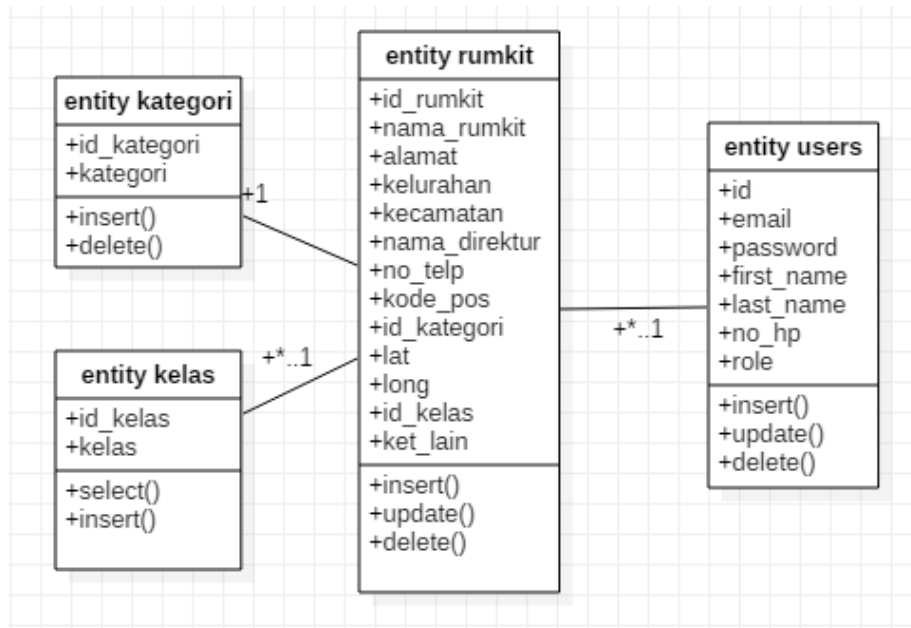 entity kategori
+id_kategori
+kategori
+insert()
+delete()
+1
entity kelas
+id_kelas
+kelas
+select()
+insert()
+*..1
entity rumkit
+id_rumkit
+nama_rumkit
+alamat
+kelurahan
+kecamatan
+nama_direktur
+no_telp
+kode_pos
+id_kategori
+lat
+long
+id_kelas
+ket_lain
+insert()
+update()
+delete()
+*..1
entity users
+id
+email
+password
+first_name
+last_name
+no_hp
+role
+insert()
+update()
+delete()